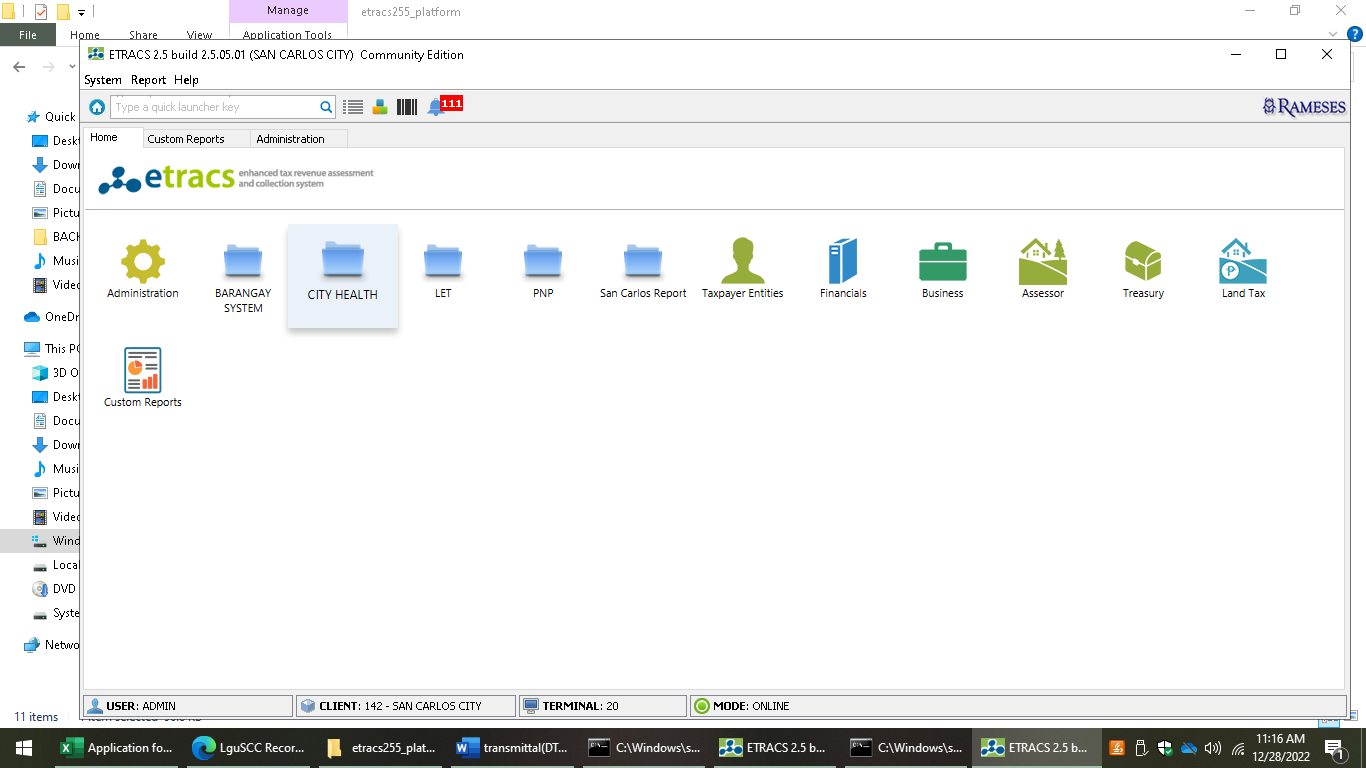 Manage
etracs255_platform
File
Home
Share
View
Application Tools
ETRACS 2.5 build 2.5.05.01 (SAN CARLOS CITY) Community Edition
System Report Help
Type a quick launcher key
111
RAMESES
Home
Custom Reports
Administration
etracs
enhanced tax revenue assessment
and collection system
Administration
BARANGAY
SYSTEM
CITY HEALTH
LET
PNP
San Carlos Report
Taxpayer Entities
Financials
Business
Assessor
Treasury
Land Tax
Custom Reports
Quick
Deskt
Down
Docu
Pictu
BACK
Musi
Videc
OneDr
This PC
3D O
Deskt
Docu
Down
Musi
Pictu
Videc
Wind
Loca
DVD
Syste
Netwo
11 items
USER: ADMIN
CLIENT: 142 - SAN CARLOS CITY
TERMINAL: 20
MODE: ONLINE
Application fo...
LguSCC Recor...
etracs255_plat...
transmittal(DT...
C:\Windows\s...
ETRACS 2.5 b...
C:\Windows\s...
ETRACS 2.5 b...
11:16 AM
12/28/2022
1